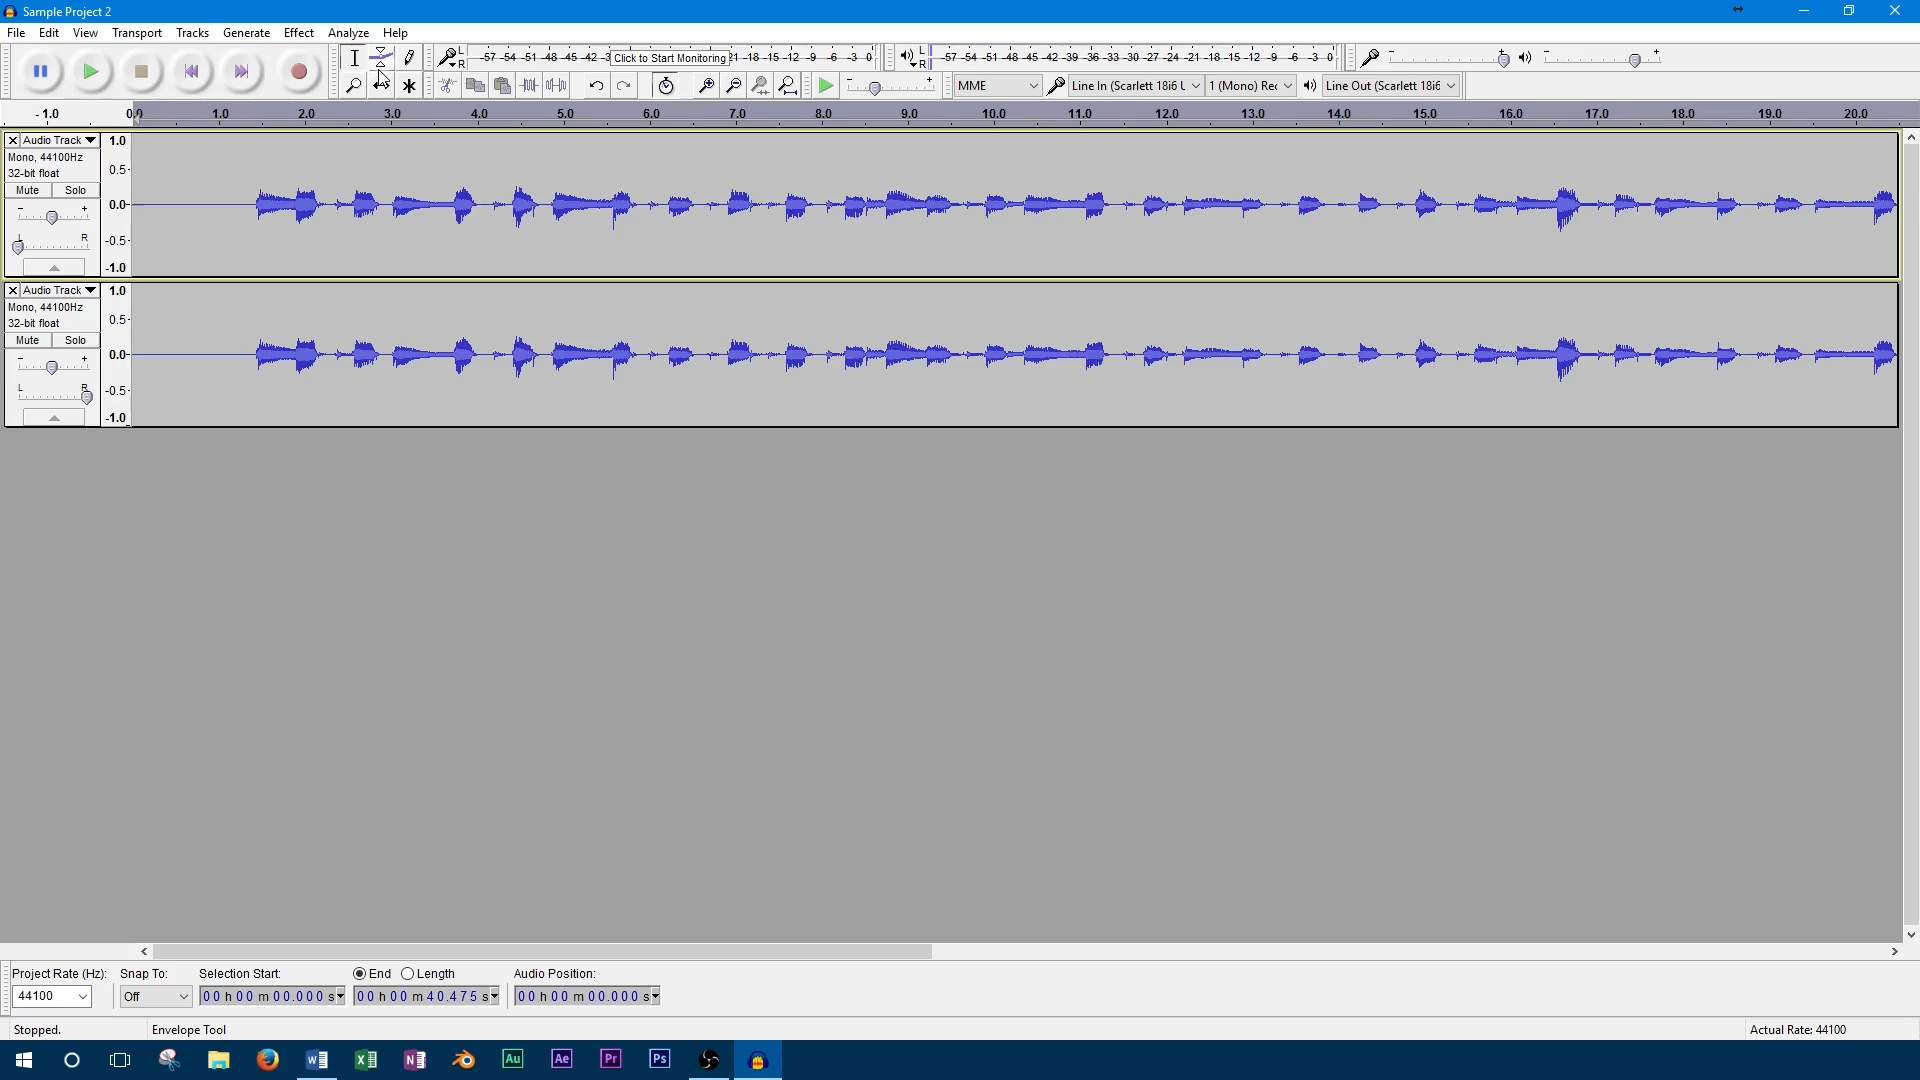 Sample Project 2
File Edit View Transport Tracks Generate Effect Analyze Help
L
R
-57 -54 -51 -48 -45 -42 -3 Click to Start Monitoring 21 -18 -15 -12 -9 -6 -3 0
L
R
-57 -54 -51 -48 -45 -42 -39 -36 -33 -30 -27 -24 -21 -18 -15 -12 -9 -6 -3 0
- +
- +
- +
MME
Line In (Scarlett 18i6 U
1 (Mono) Rec
Line Out (Scarlett 18i6
-1.0 0.0 1.0 2.0 3.0 4.0 5.0 6.0 7.0 8.0 9.0 10.0 11.0 12.0 13.0 14.0 15.0 16.0 17.0 18.0 19.0 20.0
Audio Track
Mono, 44100Hz
32-bit float
Mute Solo
- +
L R
1.0
0.5-
0.0-
-0.5-
-1.0
Audio Track
Mono, 44100Hz
32-bit float
Mute Solo
- +
L R
1.0
0.5-
0.0-
-0.5-
-1.0
Project Rate (Hz): Snap To: Selection Start: End Length Audio Position:
44100 Off 00 h 00 m 00.000 s 00 h 00 m 40.475 s 00 h 00 m 00.000 s
Stopped. Envelope Tool Actual Rate: 44100
Au Ae Pr Ps